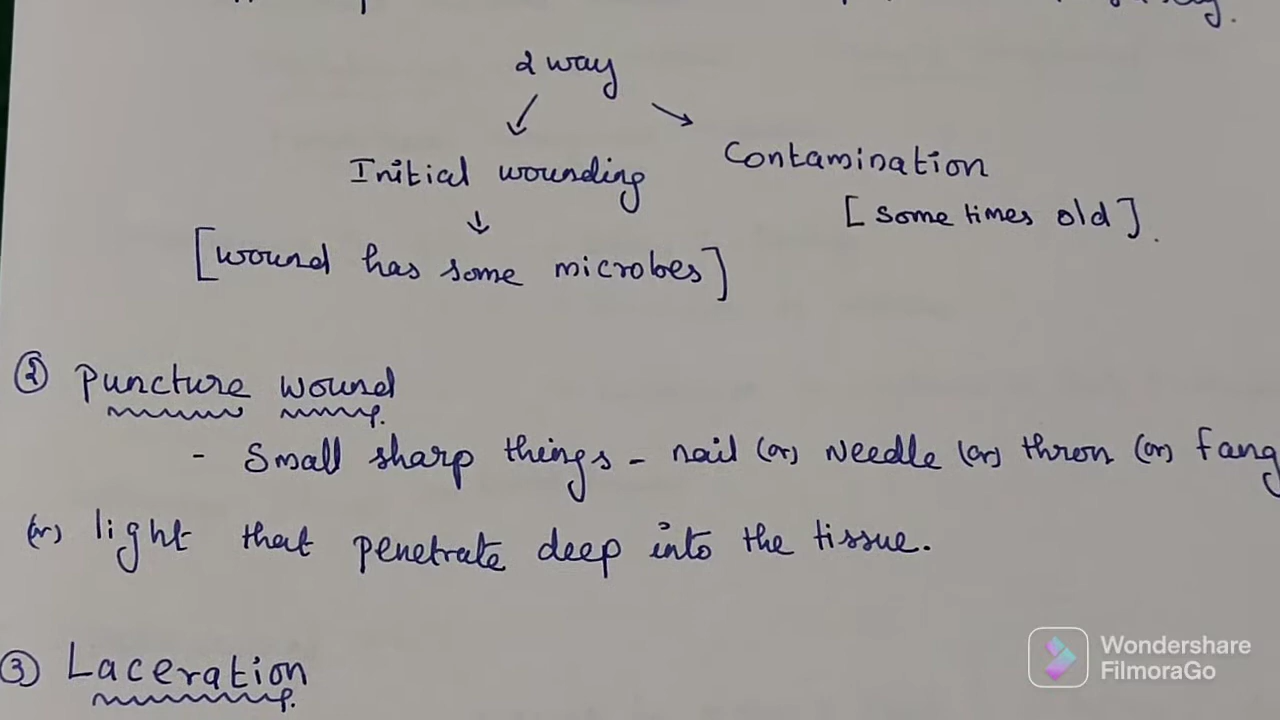 2 way
Initial wounding
Contamination
[some times old].
[wound has some microbes]
② Puncture wound
- Small sharp things - nail (or) Needle (or) thron (or) fang
(or) light that penetrate deep into the tissue.
③ Laceration
Wondershare
FilmoraGo